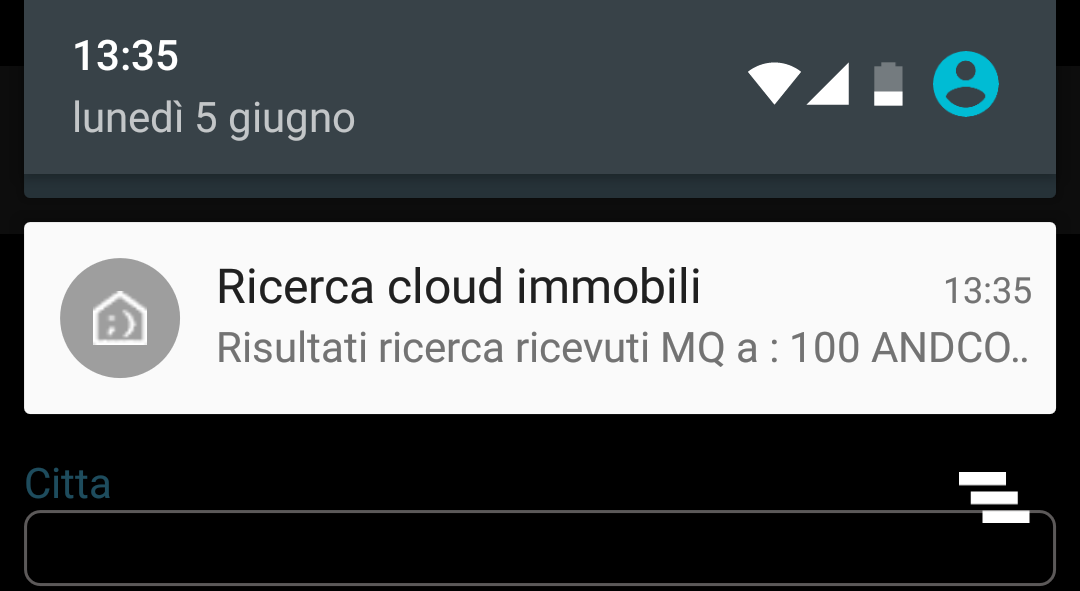 13:35
lunedì 5 giugno
Ricerca cloud immobili 13:35
Risultati ricerca ricevuti MQ a : 100 ANDCO..
Citta